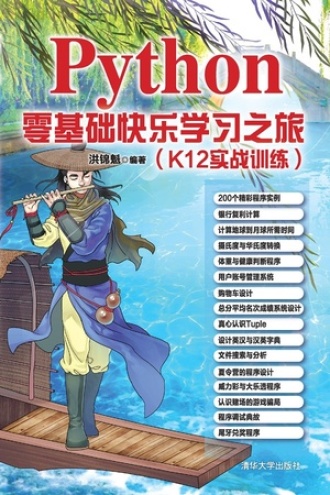 Python
零基础快乐学习之旅
洪锦魁 编著 （K12实战训练）
200个精彩程序实例
银行复利计算
计算地球到月球所需时间
摄氏度与华氏度转换
体重与健康判断程序
用户账号管理系统
购物车设计
总分平均名次成绩系统设计
真心认识Tuple
设计英汉与汉英字典
文件搜索与分析
夏令营的程序设计
威力彩与大乐透程序
认识赌场的游戏骗局
程序调试典故
尾牙兑奖程序
清华大学出版社